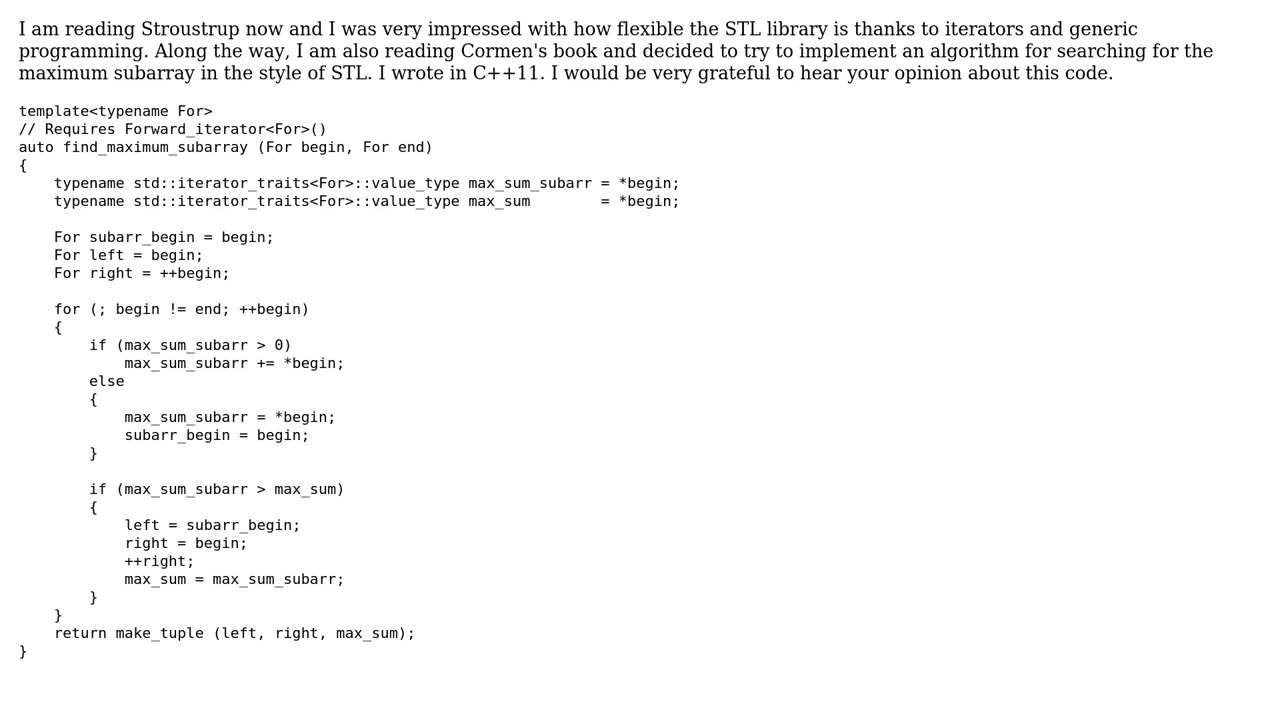 I am reading Stroustrup now and I was very impressed with how flexible the STL library is thanks to iterators and generic
programming. Along the way, I am also reading Cormen's book and decided to try to implement an algorithm for searching for the
maximum subarray in the style of STL. I wrote in C++11. I would be very grateful to hear your opinion about this code.
template<typename For>
// Requires Forward_iterator<For>()
auto find_maximum_subarray (For begin, For end)
{
    typename std::iterator_traits<For>::value_type max_sum_subarr = *begin;
    typename std::iterator_traits<For>::value_type max_sum        = *begin;

    For subarr_begin = begin;
    For left = begin;
    For right = ++begin;

    for (; begin != end; ++begin)
    {
        if (max_sum_subarr > 0)
            max_sum_subarr += *begin;
        else
        {
            max_sum_subarr = *begin;
            subarr_begin = begin;
        }

        if (max_sum_subarr > max_sum)
        {
            left = subarr_begin;
            right = begin;
            ++right;
            max_sum = max_sum_subarr;
        }
    }
    return make_tuple (left, right, max_sum);
}